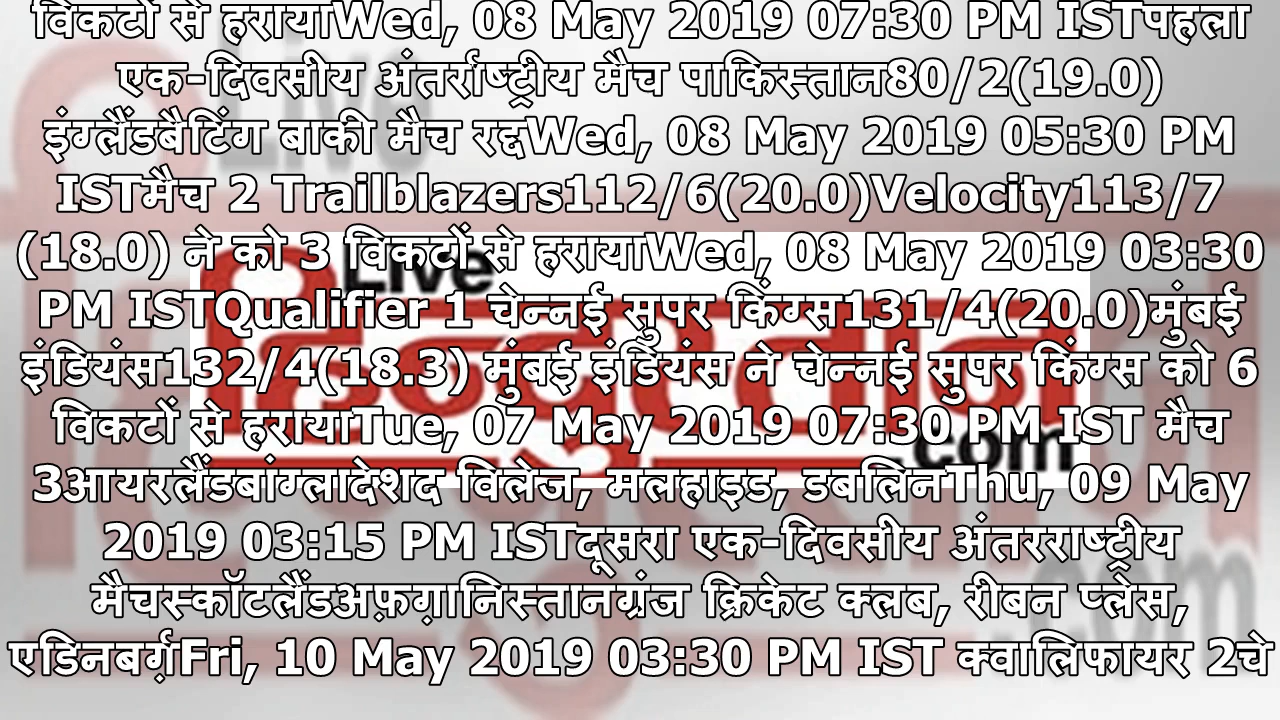 विकटों से हरायाWed, 08 May 2019 07:30 PM ISTपहला
एक-दिवसीय अंतर्राष्ट्रीय मैच पाकिस्तान80/2(19.0)
इंग्लैंडबैटिंग बाकी मैच रद्दWed, 08 May 2019 05:30 PM
ISTमैच 2 Trailblazers112/6(20.0)Velocity113/7
(18.0) ने को 3 विकटों से हरायाWed, 08 May 2019 03:30
PM ISTQualifier 1 चेन्नई सुपर किंग्स131/4(20.0)मुंबई
इंडियंस132/4(18.3) मुंबई इंडियंस ने चेन्नई सुपर किंग्स को 6
विकटों से हरायाTue, 07 May 2019 07:30 PM IST मैच
3आयरलैंडबांग्लादेशद विलेज, मलहाइड, डबलिनThu, 09 May
2019 03:15 PM ISTदूसरा एक-दिवसीय अंतरराष्ट्रीय
मैचस्कॉटलैंडअफ़ग़ानिस्तानग्रंज क्रिकेट क्लब, रीबन प्लेस,
एडिनबर्ग़Fri, 10 May 2019 03:30 PM IST क्वालिफायर 2चे
Live
हिन्दुस्तान
.com